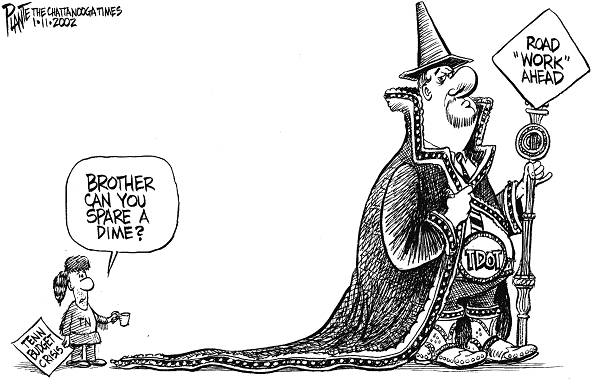 PLANTE THE CHATTANOOGA TIMES
1·11·2002
ROAD
"WORK"
AHEAD
BROTHER
CAN YOU
SPARE A
DIME?
TDOT
TN
TENN
BUDGET
CRISIS